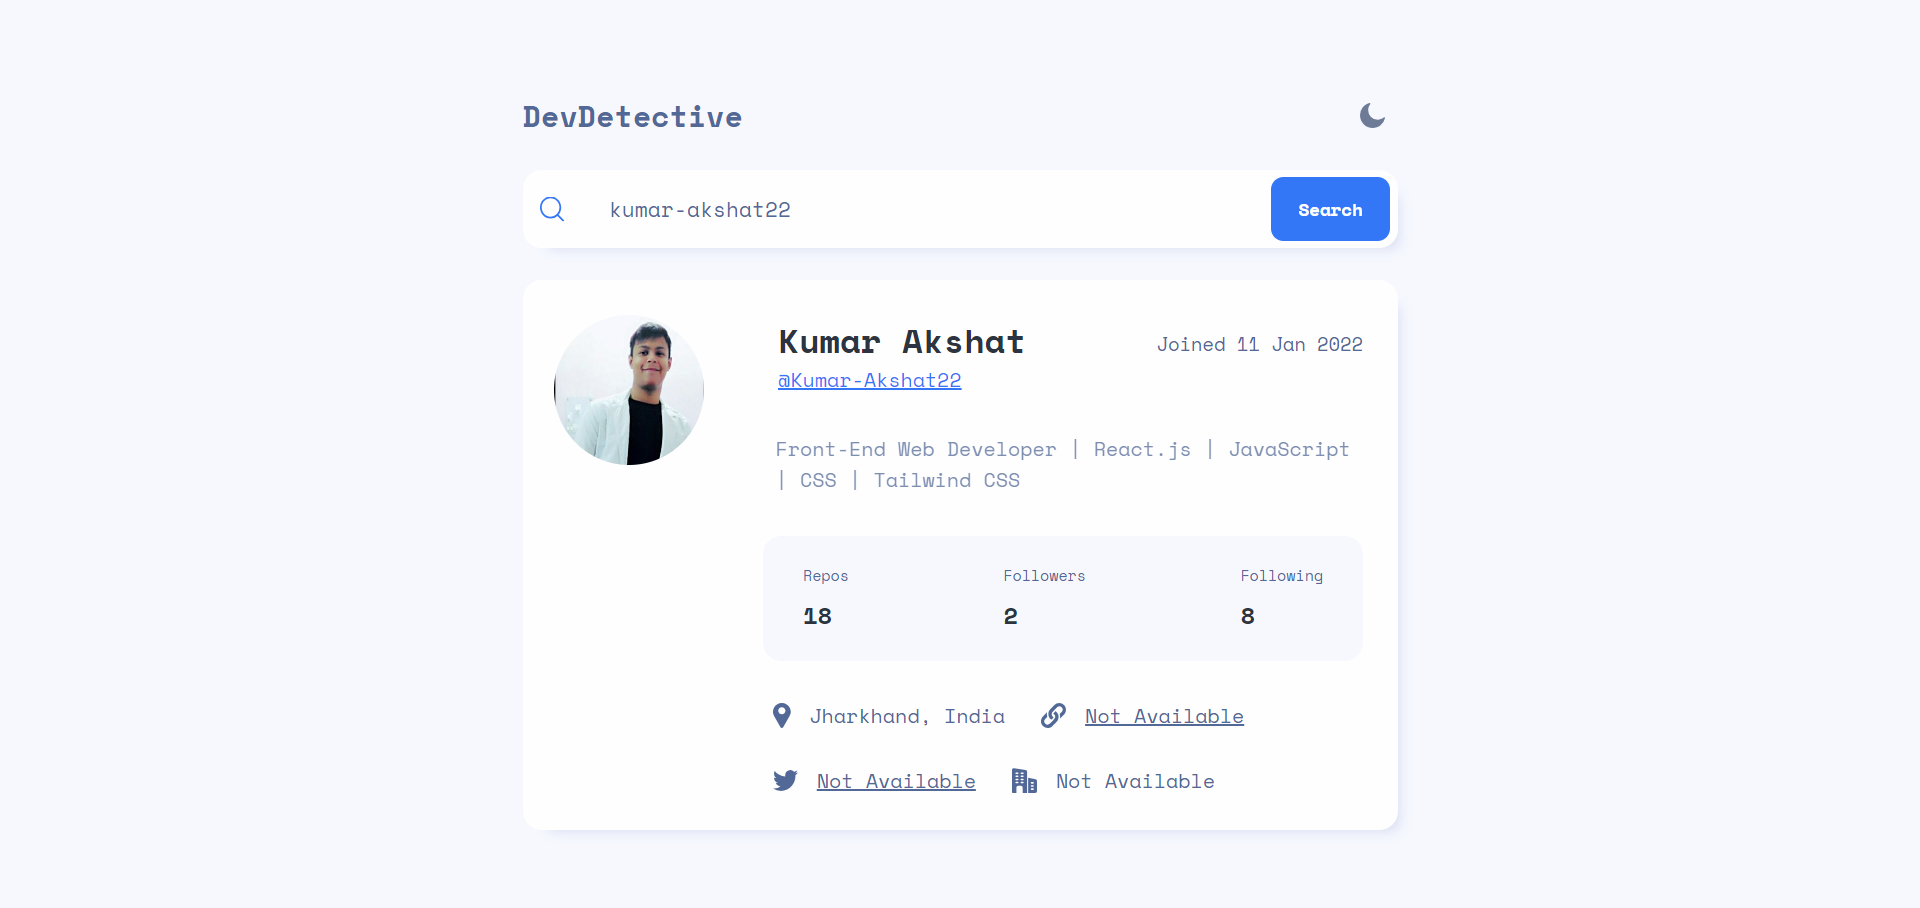 DevDetective
kumar-akshat22
Search
Kumar Akshat
Joined 11 Jan 2022
@Kumar-Akshat22
Front-End Web Developer | React.js | JavaScript
| CSS | Tailwind CSS
Repos Followers Following
18 2 8
Jharkhand, India Not Available
Not Available Not Available